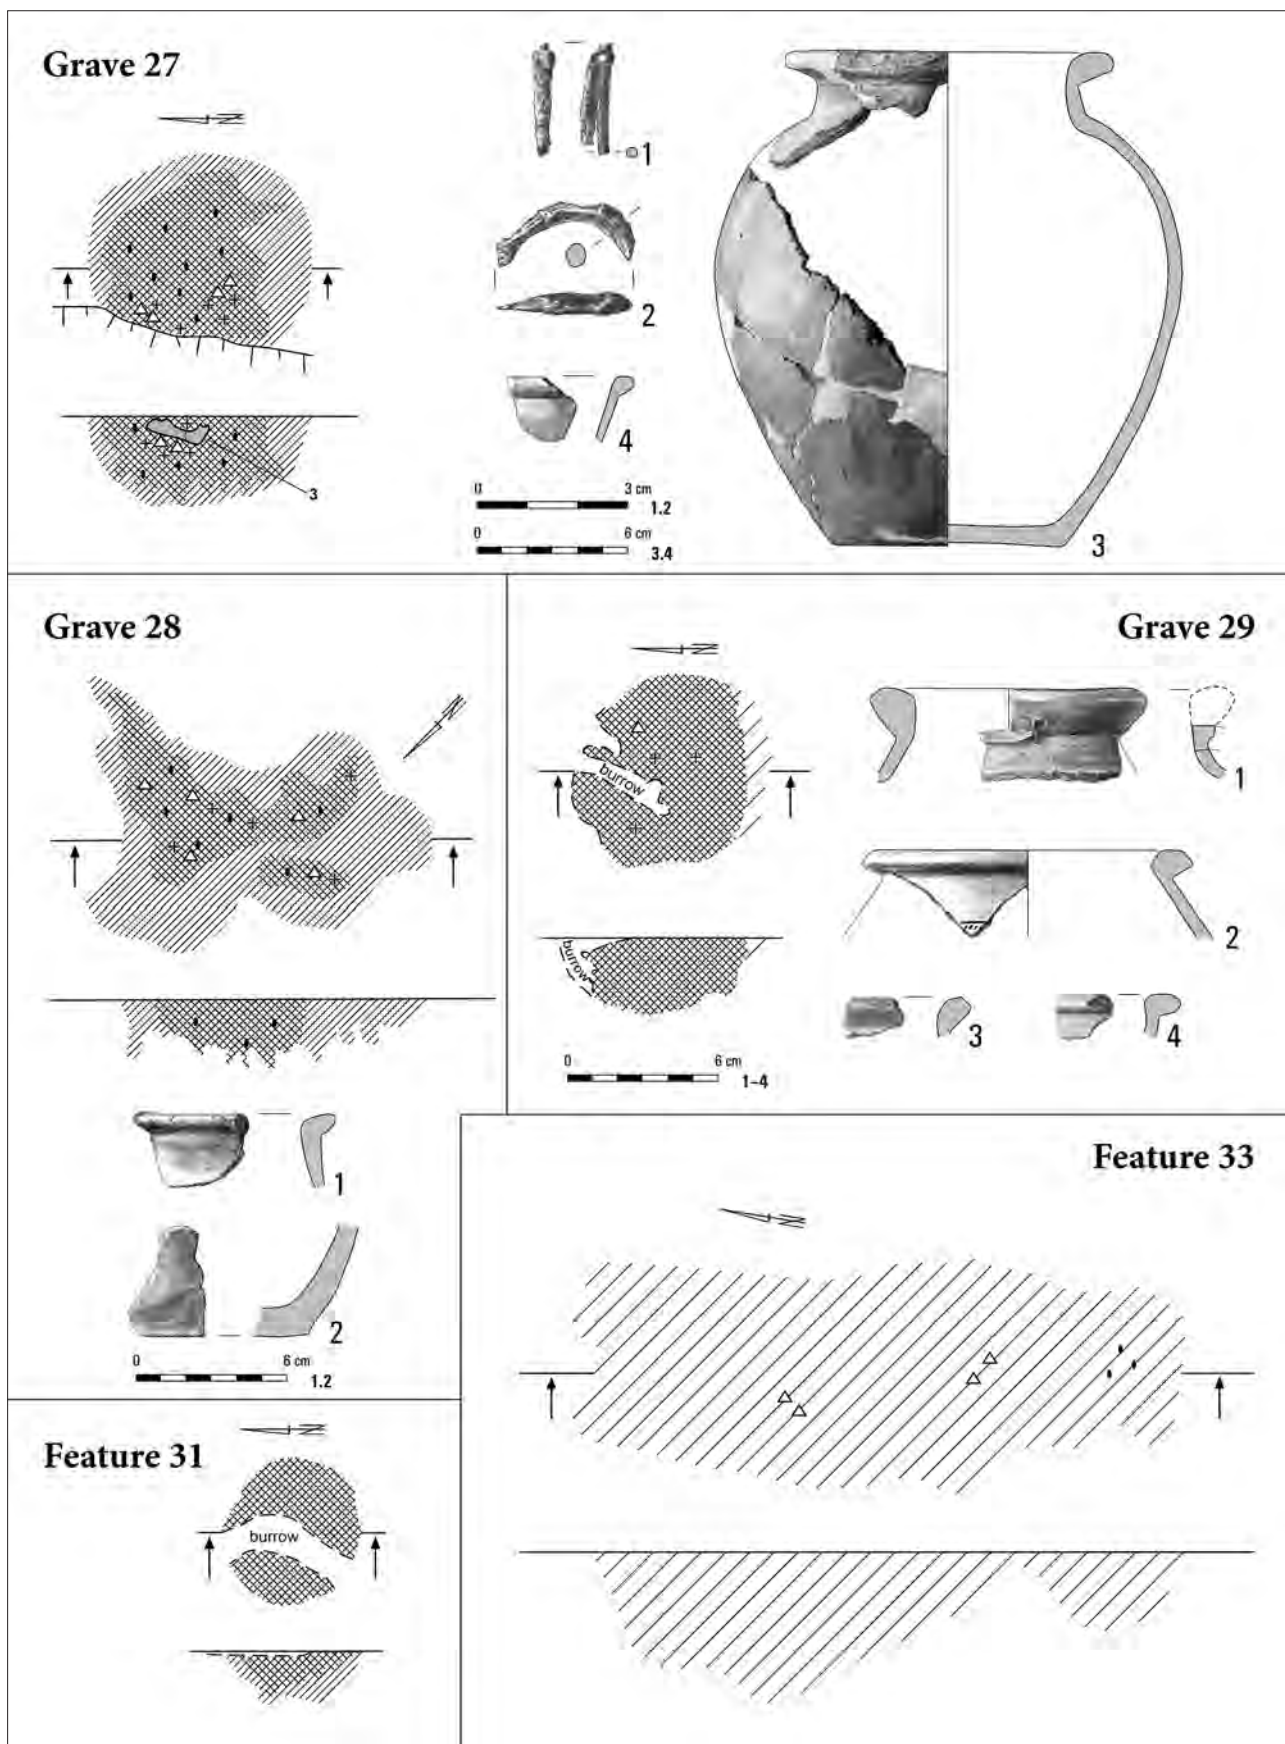 Grave 27
N
1
2
4
3
0 3 cm
1.2
0 6 cm
3.4
3
Grave 28
N
1
2
0 6 cm
1.2
Grave 29
N
burrow
burrow
1
2
3
4
0 6 cm
1–4
Feature 31
N
burrow
Feature 33
N